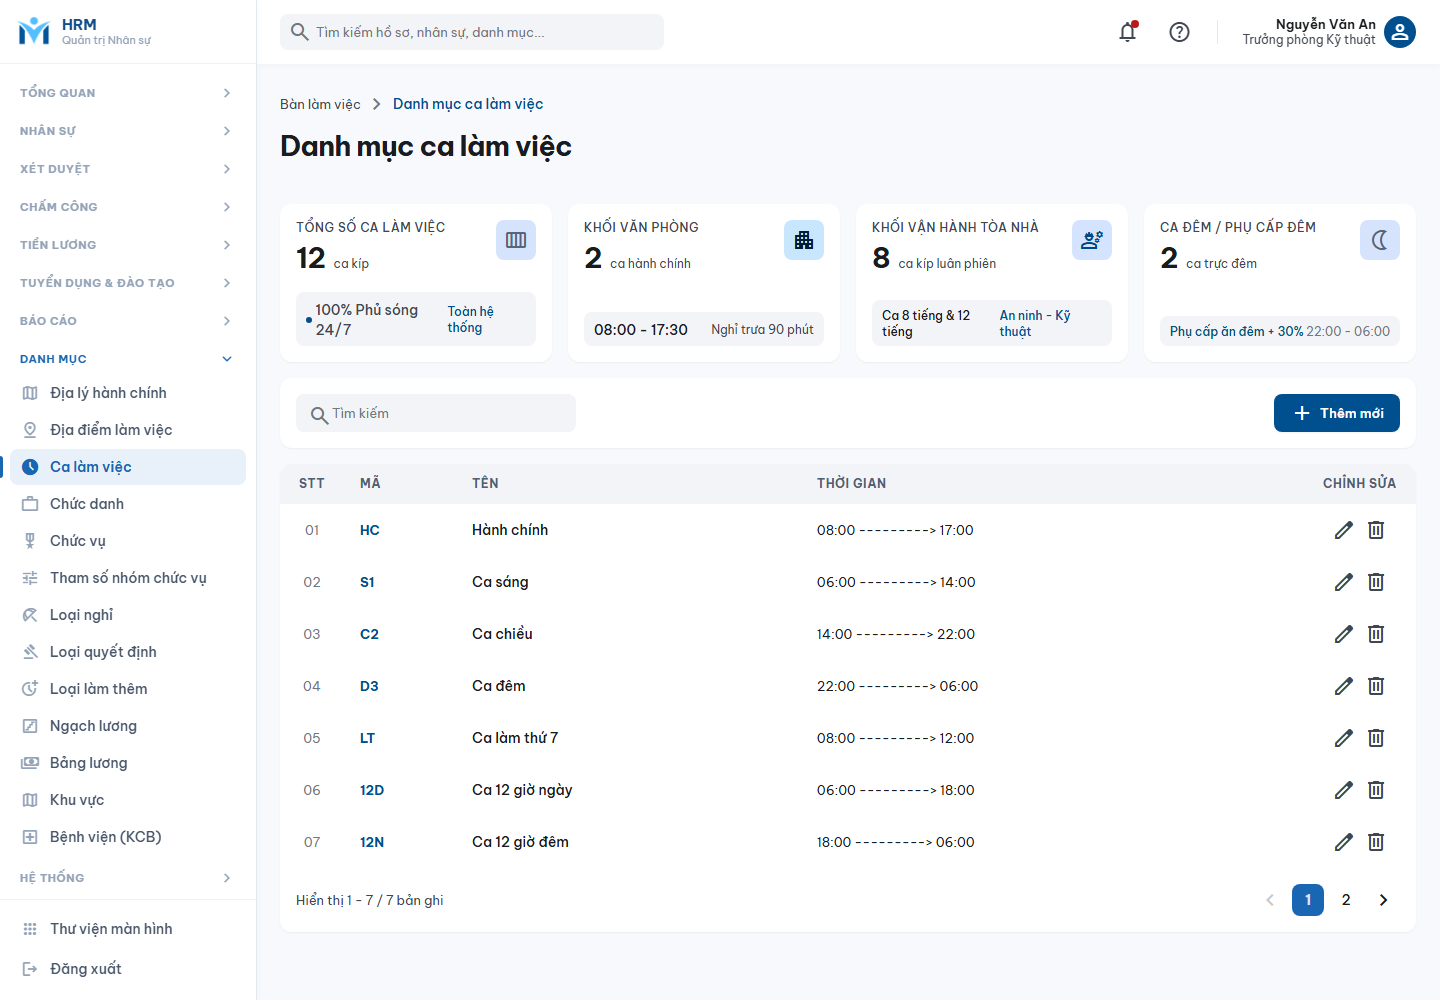 HRM
Quản trị Nhân sự
Tìm kiếm hồ sơ, nhân sự, danh mục...
Nguyễn Văn An
Trưởng phòng Kỹ thuật
TỔNG QUAN
NHÂN SỰ
XÉT DUYỆT
CHẤM CÔNG
TIỀN LƯƠNG
TUYỂN DỤNG & ĐÀO TẠO
BÁO CÁO
DANH MỤC
Địa lý hành chính
Địa điểm làm việc
Ca làm việc
Chức danh
Chức vụ
Tham số nhóm chức vụ
Loại nghỉ
Loại quyết định
Loại làm thêm
Ngạch lương
Bảng lương
Khu vực
Bệnh viện (KCB)
HỆ THỐNG
Thư viện màn hình
Đăng xuất
Bàn làm việc
Danh mục ca làm việc
Danh mục ca làm việc
TỔNG SỐ CA LÀM VIỆC
12 ca kíp
100% Phủ sóng 24/7
Toàn hệ thống
KHỐI VĂN PHÒNG
2 ca hành chính
08:00 - 17:30
Nghỉ trưa 90 phút
KHỐI VẬN HÀNH TÒA NHÀ
8 ca kíp luân phiên
Ca 8 tiếng & 12 tiếng
An ninh - Kỹ thuật
CA ĐÊM / PHỤ CẤP ĐÊM
2 ca trực đêm
Phụ cấp ăn đêm + 30% 22:00 - 06:00
Tìm kiếm
Thêm mới
STT MÃ TÊN THỜI GIAN CHỈNH SỬA
01 HC Hành chính 08:00 ---------> 17:00
02 S1 Ca sáng 06:00 ---------> 14:00
03 C2 Ca chiều 14:00 ---------> 22:00
04 D3 Ca đêm 22:00 ---------> 06:00
05 LT Ca làm thứ 7 08:00 ---------> 12:00
06 12D Ca 12 giờ ngày 06:00 ---------> 18:00
07 12N Ca 12 giờ đêm 18:00 ---------> 06:00
Hiển thị 1 - 7 / 7 bản ghi
1 2